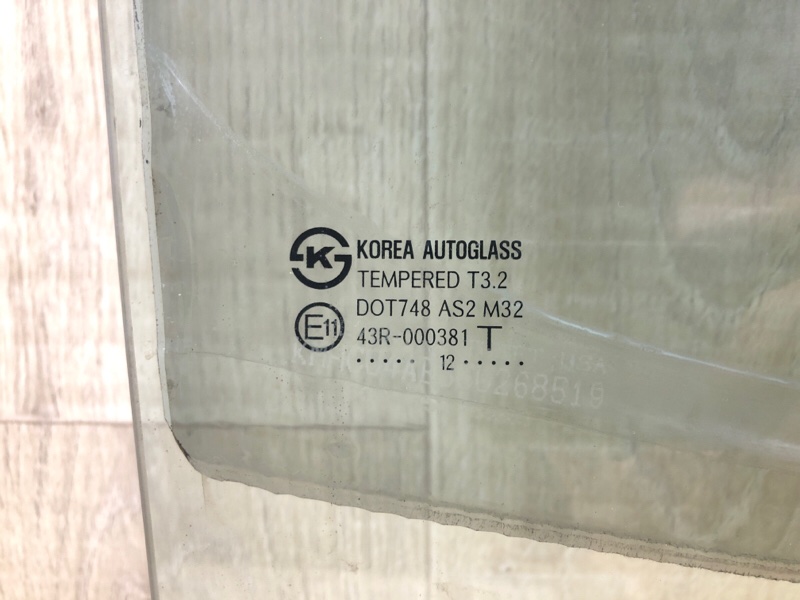 K
KOREA AUTOGLASS
TEMPERED T3.2
DOT748 AS2 M32
E11
43R-000381 T
····· 12 ·····